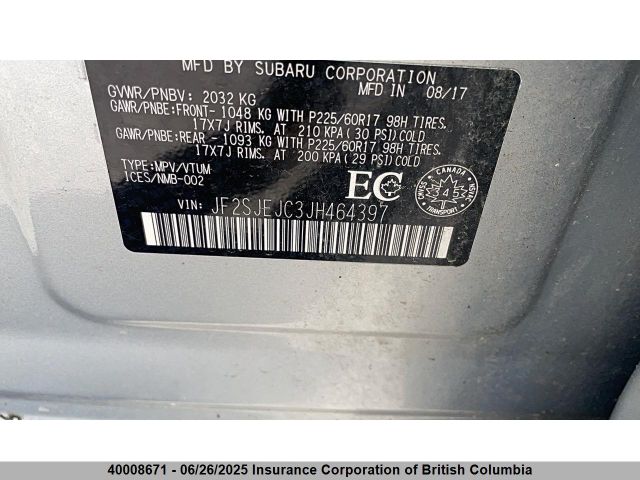 MFD BY SUBARU CORPORATION
GVWR/PNBV: 2032 KG MFD IN 08/17
GAWR/PNBE:FRONT- 1048 KG WITH P225/60R17 98H TIRES.
17X7J RIMS. AT 210 KPA(30 PSI)COLD
GAWR/PNBE:REAR - 1093 KG WITH P225/60R17 98H TIRES.
17X7J RIMS. AT 200 KPA(29 PSI)COLD
TYPE:MPV/VTUM
ICES/NMB-002
EC
CANADA
SMVSS
NSVAC
345
TRANSPORT
VIN: JF2SJEJC3JH464397
40008671 - 06/26/2025 Insurance Corporation of British Columbia